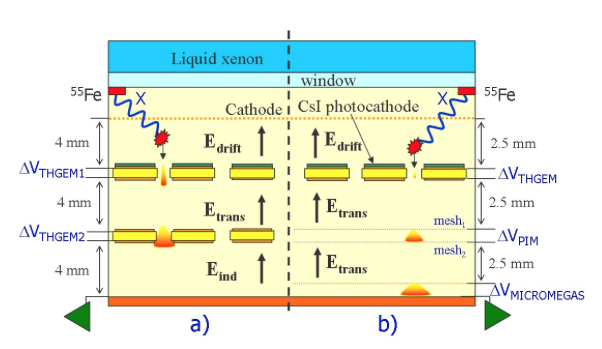 Liquid xenon
window
⁵⁵Fe X Cathode CsI photocathode X ⁵⁵Fe
4 mm E_drift E_drift 2.5 mm
ΔV_THGEM1 ΔV_THGEM
4 mm E_trans E_trans 2.5 mm
mesh₁
ΔV_THGEM2 ΔV_PIM
mesh₂
4 mm E_ind E_trans 2.5 mm
ΔV_MICROMEGAS
a) b)